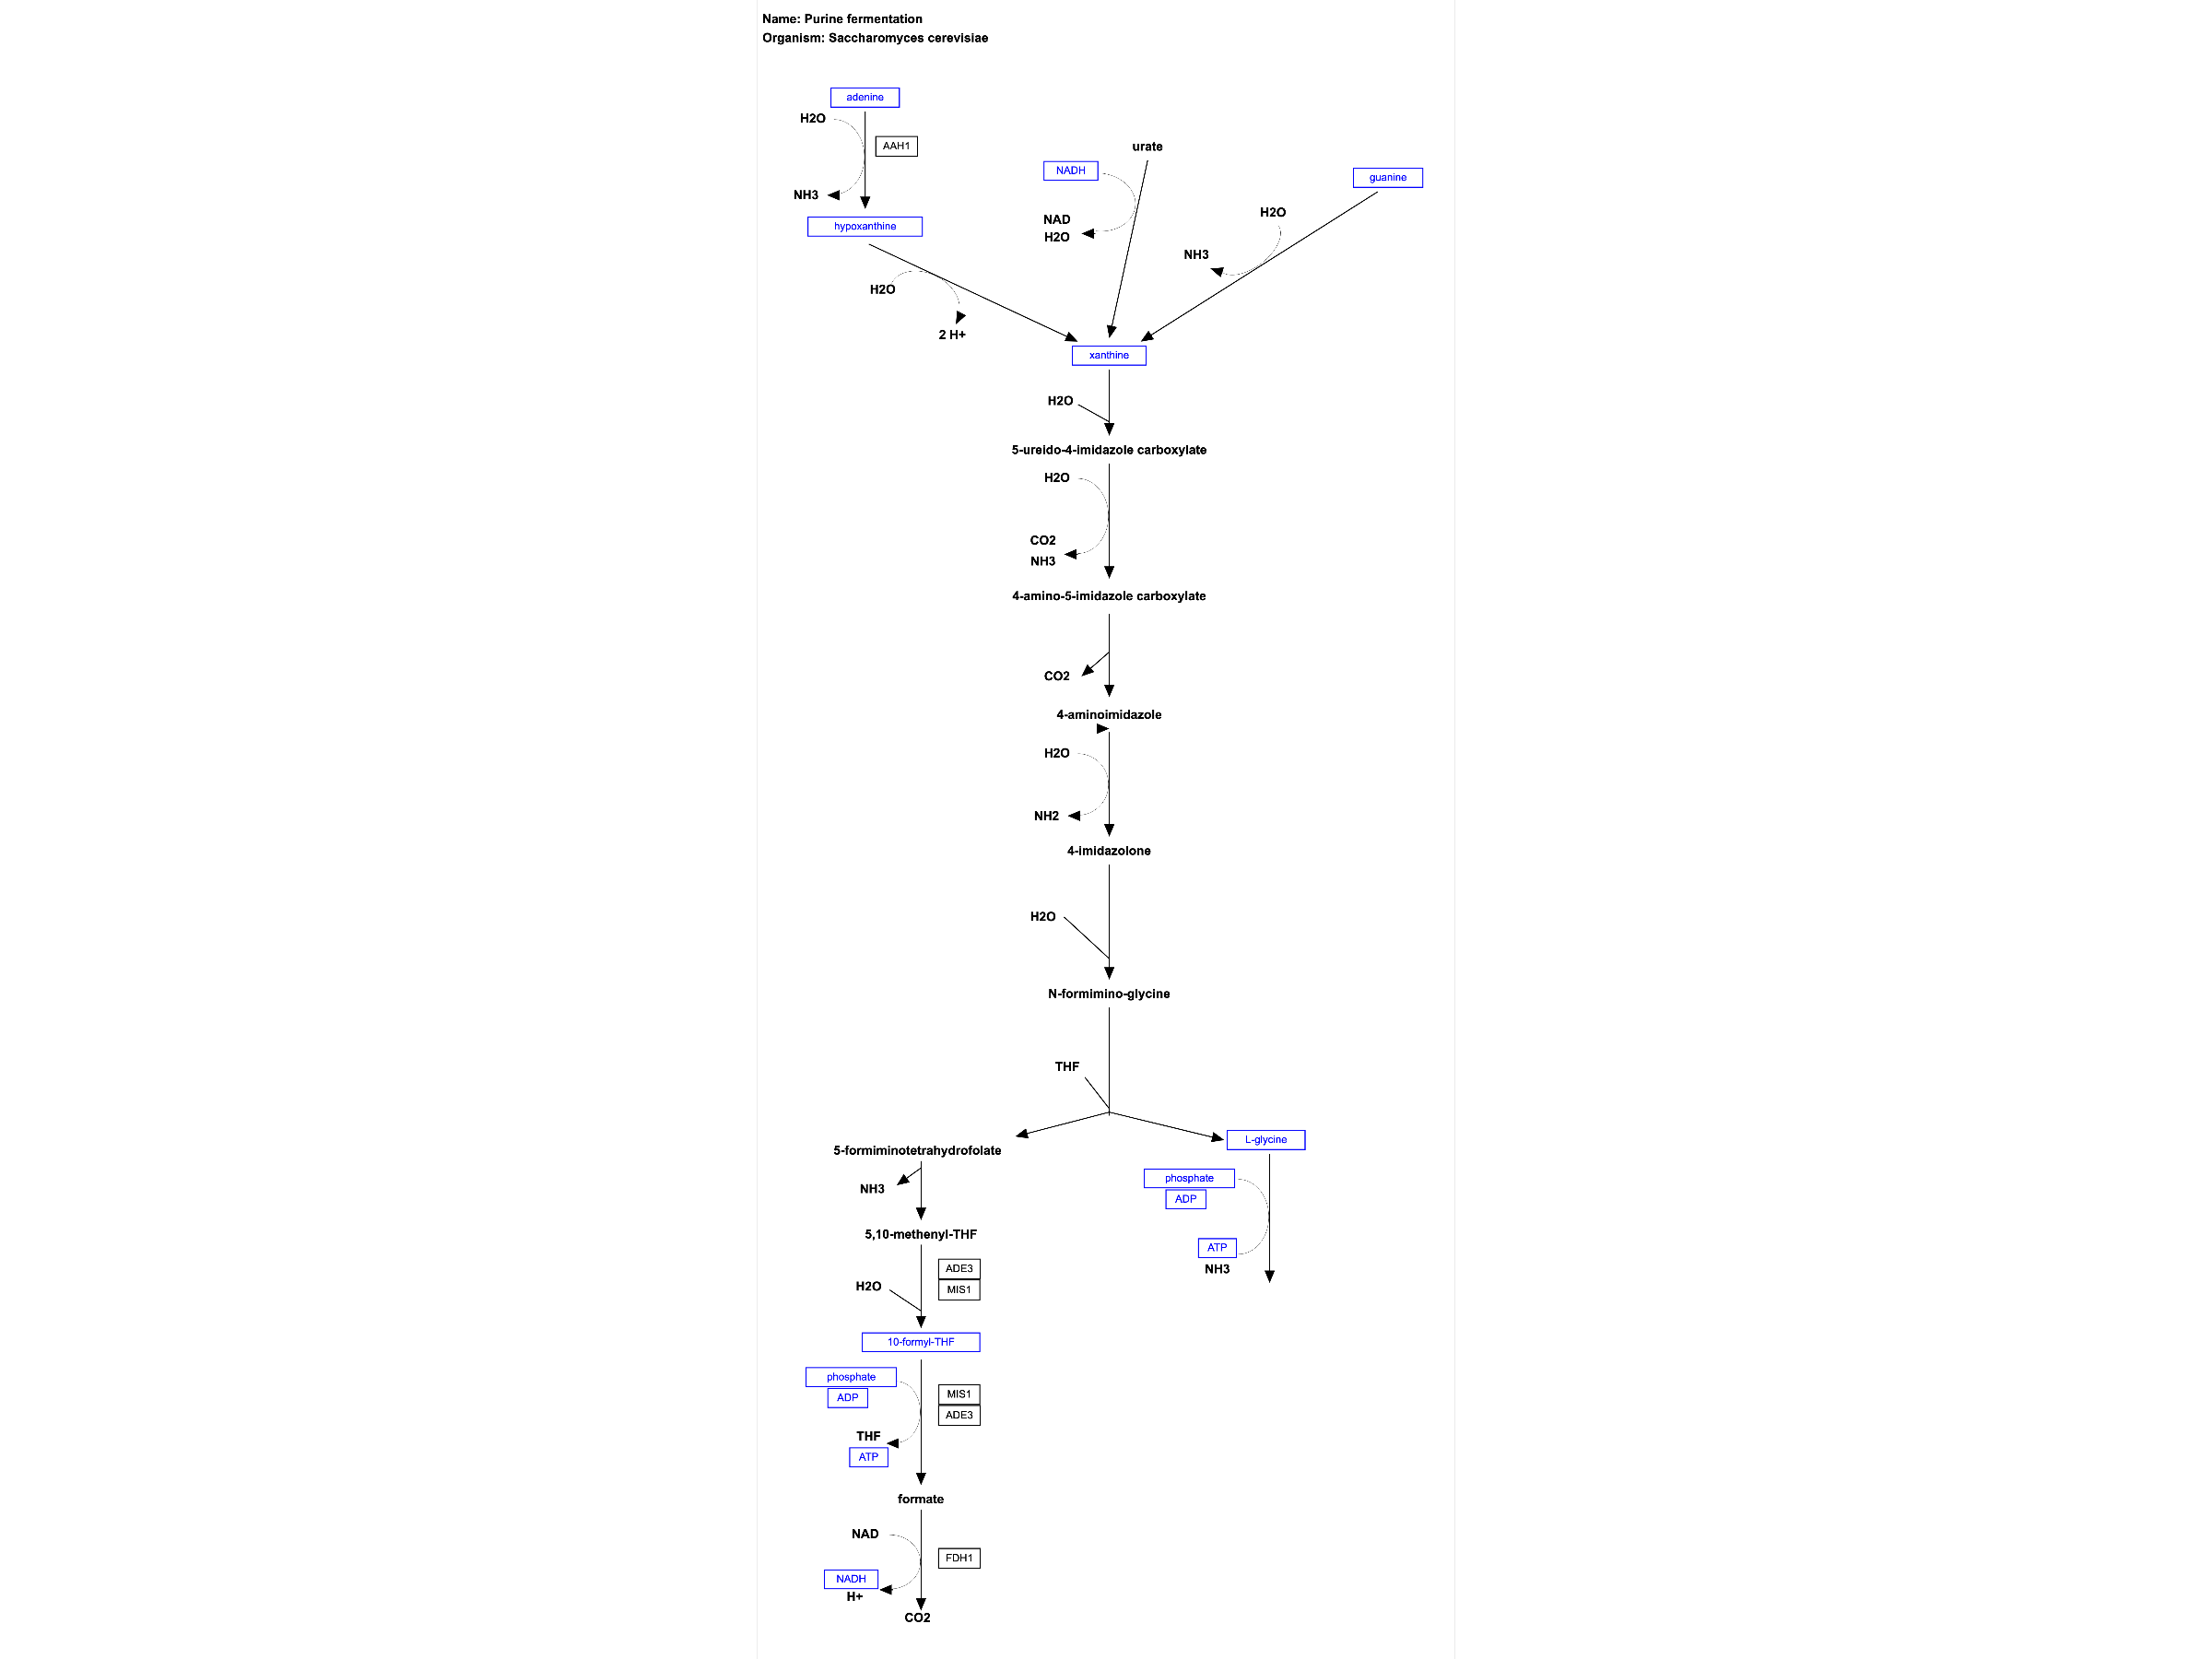 Name: Purine fermentation
Organism: Saccharomyces cerevisiae
adenine
H2O
AAH1
NH3
hypoxanthine
H2O
2 H+
urate
NADH
NAD
H2O
guanine
H2O
NH3
xanthine
H2O
5-ureido-4-imidazole carboxylate
H2O
CO2
NH3
4-amino-5-imidazole carboxylate
CO2
4-aminoimidazole
H2O
NH2
4-imidazolone
H2O
N-formimino-glycine
THF
5-formiminotetrahydrofolate
NH3
5,10-methenyl-THF
ADE3
MIS1
H2O
10-formyl-THF
phosphate
ADP
MIS1
ADE3
THF
ATP
formate
NAD
FDH1
NADH
H+
CO2
L-glycine
phosphate
ADP
ATP
NH3